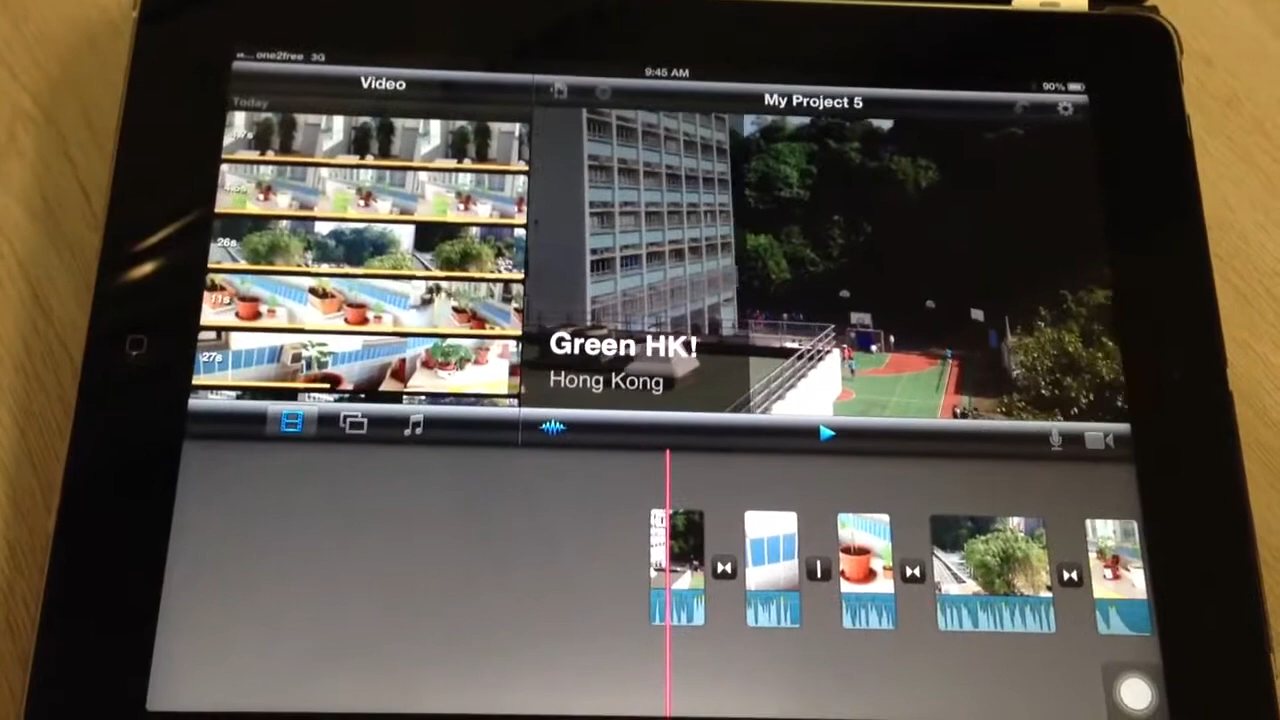 one2free 3G
9:45 AM
90%
Video
My Project 5
Today
26s
11s
27s
Green HK!
Hong Kong